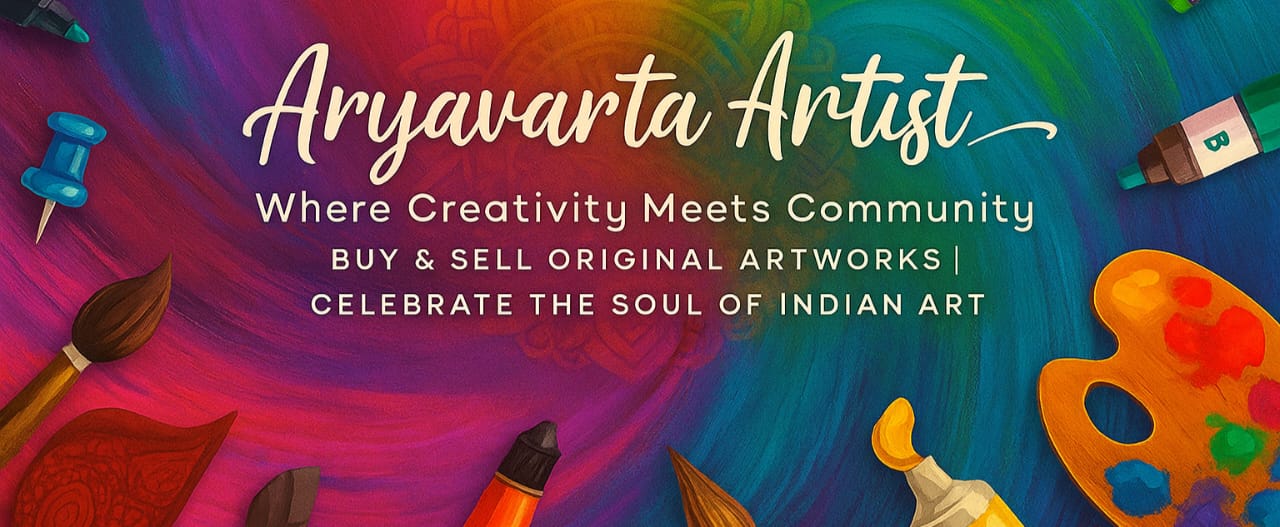 Aryavarta Artist
Where Creativity Meets Community
BUY & SELL ORIGINAL ARTWORKS |
CELEBRATE THE SOUL OF INDIAN ART
B